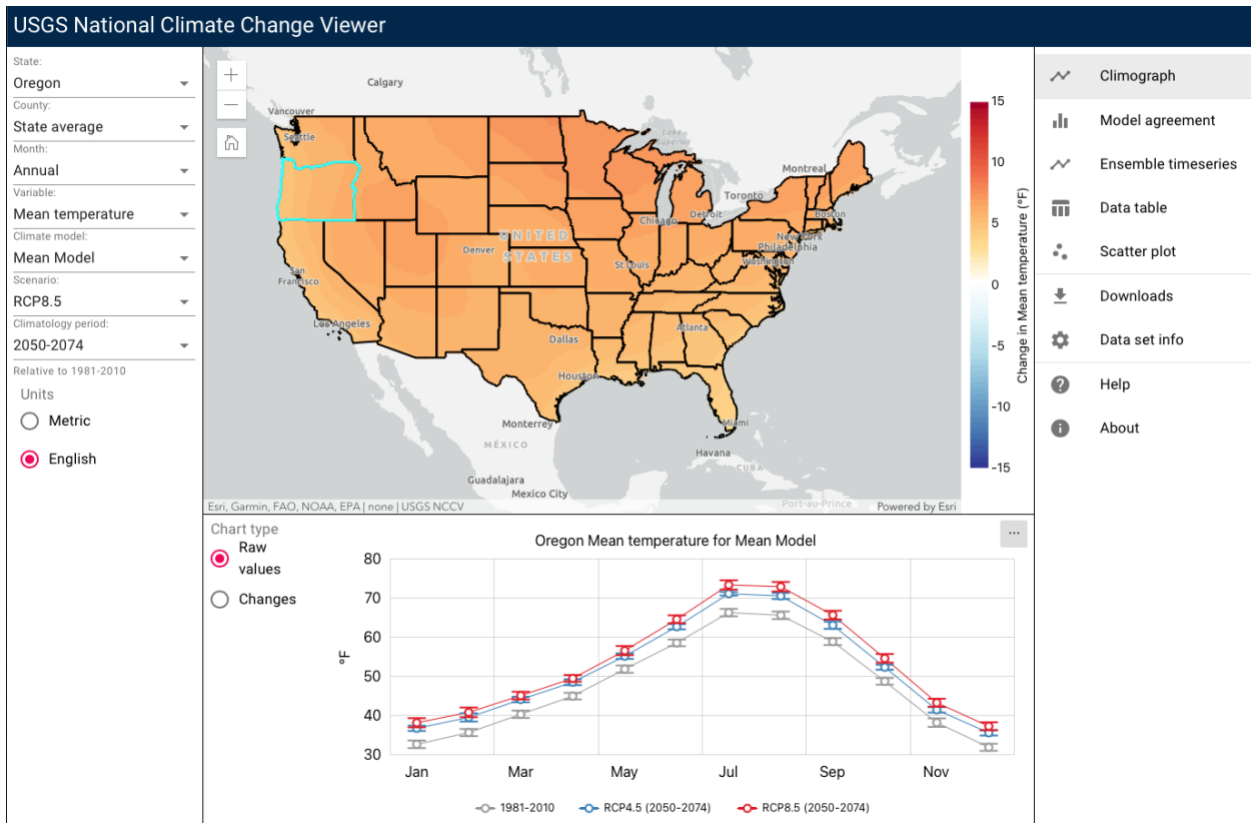 USGS National Climate Change Viewer
State:
Oregon
County:
State average
Month:
Annual
Variable:
Mean temperature
Climate model:
Mean Model
Scenario:
RCP8.5
Climatology period:
2050-2074
Relative to 1981-2010
Units
Metric
English
Calgary
Vancouver
Seattle
Lake
Superior
Montreal
Toronto
Boston
Detroit
Chicago
New York
Philadelphia
Washington
UNITED
STATES
Denver
St Louis
San
Francisco
Los Angeles
Atlanta
Dallas
Houston
Monterrey
Miami
MÉXICO
Havana
CUBA
Guadalajara
Mexico City
Port-au-Prince
Esri, Garmin, FAO, NOAA, EPA | none | USGS NCCV
Powered by Esri
15
10
5
0
-5
-10
-15
Change in Mean temperature (°F)
Climograph
Model agreement
Ensemble timeseries
Data table
Scatter plot
Downloads
Data set info
Help
About
Chart type
Raw
values
Changes
Oregon Mean temperature for Mean Model
80
70
60
50
40
30
°F
Jan
Mar
May
Jul
Sep
Nov
1981-2010
RCP4.5 (2050-2074)
RCP8.5 (2050-2074)